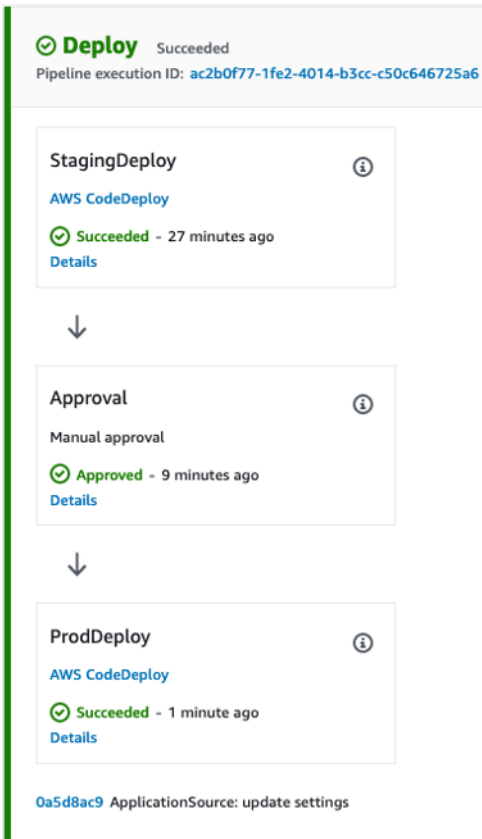 Deploy Succeeded
Pipeline execution ID: ac2b0f77-1fe2-4014-b3cc-c50c646725a6
StagingDeploy
AWS CodeDeploy
Succeeded - 27 minutes ago
Details
Approval
Manual approval
Approved - 9 minutes ago
Details
ProdDeploy
AWS CodeDeploy
Succeeded - 1 minute ago
Details
0a5d8ac9 ApplicationSource: update settings